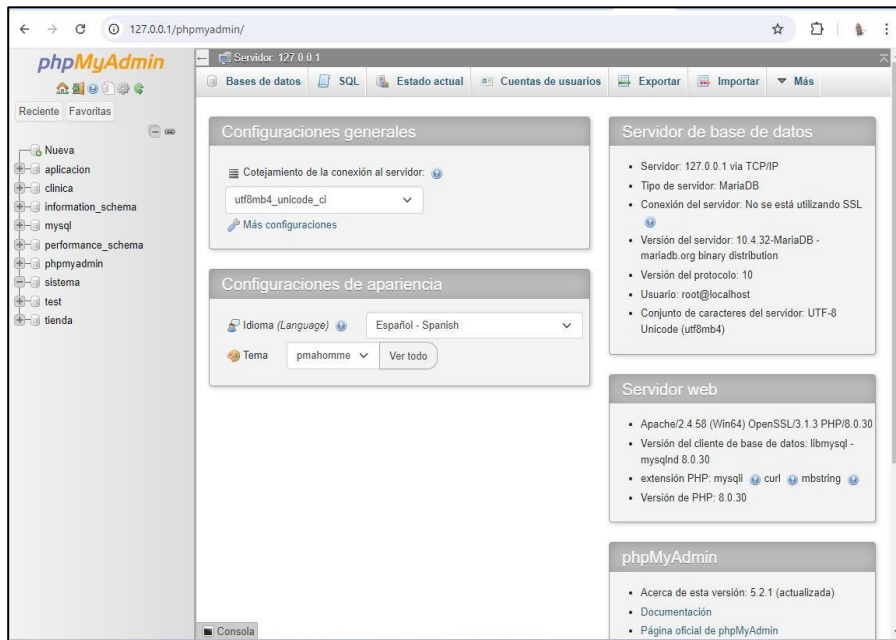 127.0.0.1/phpmyadmin/
phpMyAdmin
Reciente Favoritas
Nueva
aplicacion
clinica
information_schema
mysql
performance_schema
phpmyadmin
sistema
test
tienda
Servidor: 127.0.0.1
Bases de datos SQL Estado actual Cuentas de usuarios Exportar Importar Más
Configuraciones generales
Cotejamiento de la conexión al servidor:
utf8mb4_unicode_ci
Más configuraciones
Configuraciones de apariencia
Idioma (Language) Español - Spanish
Tema pmahomme Ver todo
Servidor de base de datos
Servidor: 127.0.0.1 via TCP/IP
Tipo de servidor: MariaDB
Conexión del servidor: No se está utilizando SSL
Versión del servidor: 10.4.32-MariaDB -
mariadb.org binary distribution
Versión del protocolo: 10
Usuario: root@localhost
Conjunto de caracteres del servidor: UTF-8
Unicode (utf8mb4)
Servidor web
Apache/2.4.58 (Win64) OpenSSL/3.1.3 PHP/8.0.30
Versión del cliente de base de datos: libmysql -
mysqlnd 8.0.30
extensión PHP: mysqli curl mbstring
Versión de PHP: 8.0.30
phpMyAdmin
Acerca de esta versión: 5.2.1 (actualizada)
Documentación
Página oficial de phpMyAdmin
Consola